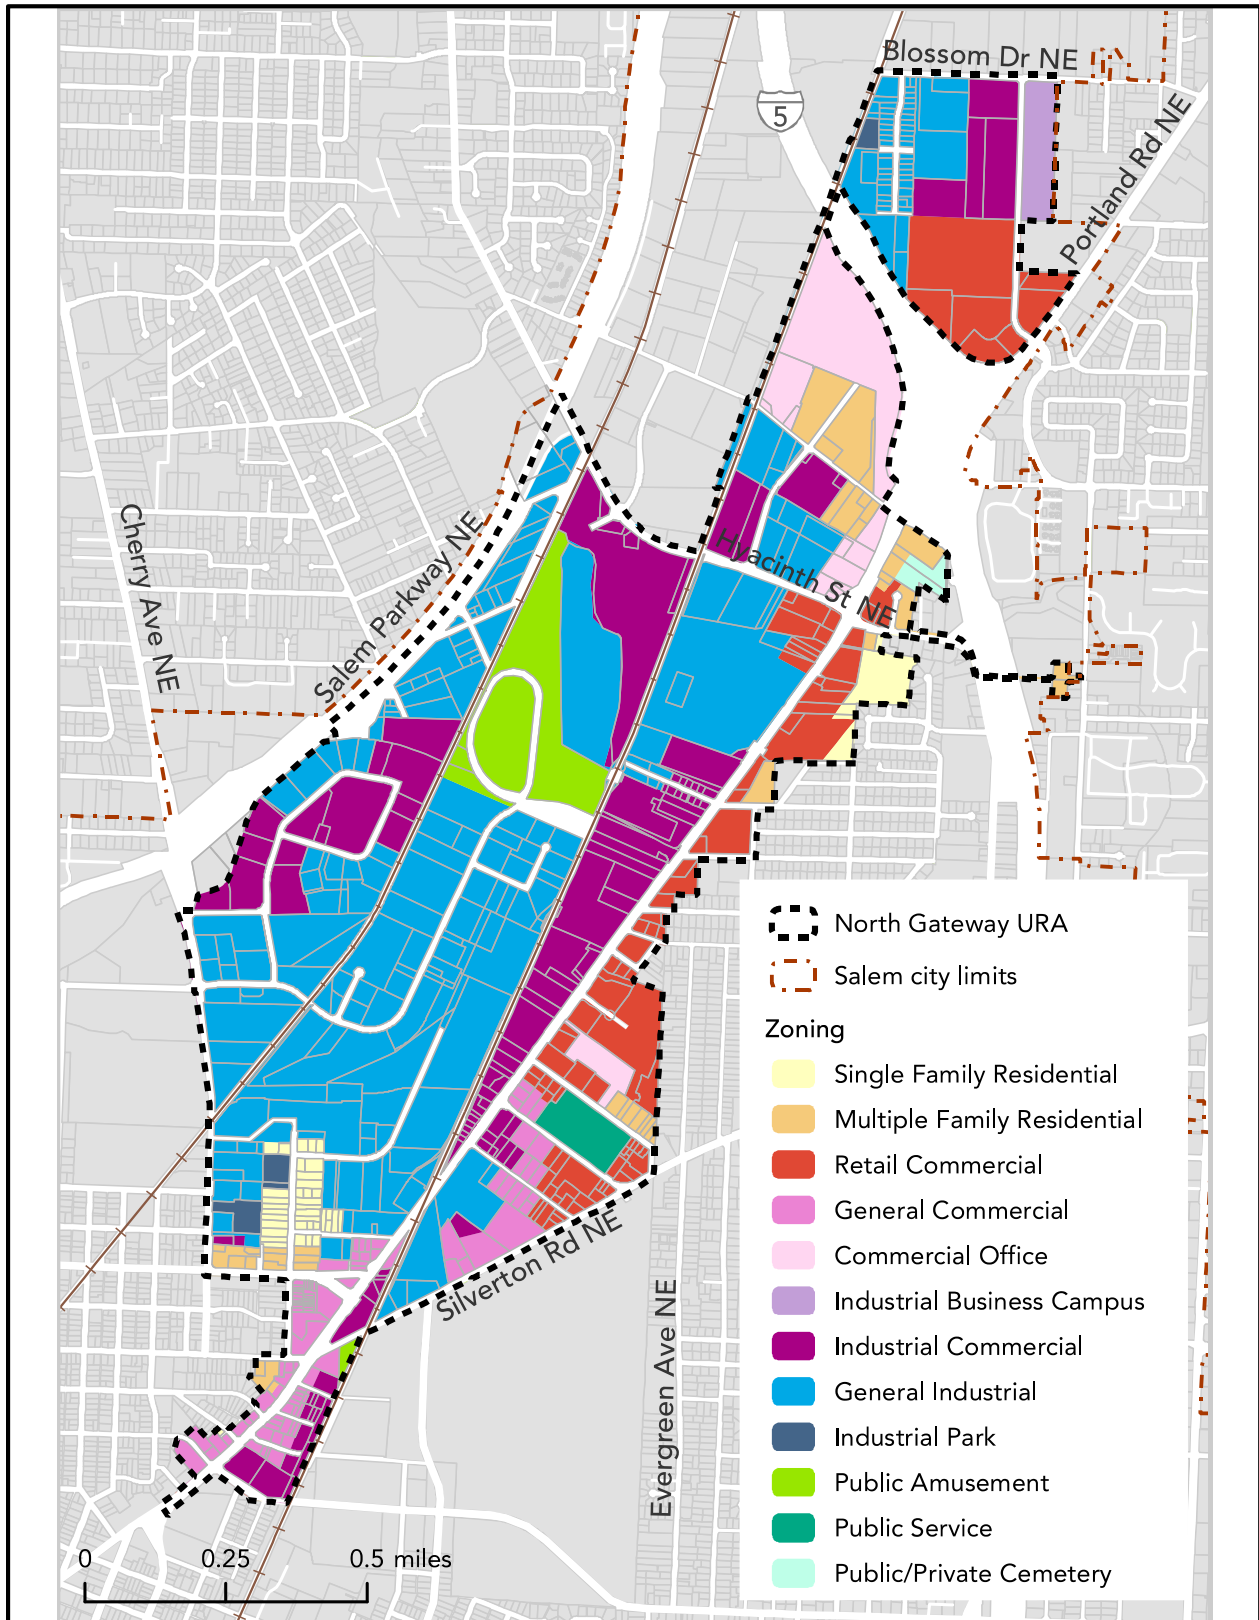 Blossom Dr NE
5
Portland Rd NE
Cherry Ave NE
Salem Parkway NE
Hyacinth St NE
North Gateway URA
Salem city limits
Zoning
Single Family Residential
Multiple Family Residential
Retail Commercial
General Commercial
Commercial Office
Industrial Business Campus
Industrial Commercial
General Industrial
Industrial Park
Public Amusement
Public Service
Public/Private Cemetery
Silverton Rd NE
Evergreen Ave NE
0 0.25 0.5 miles